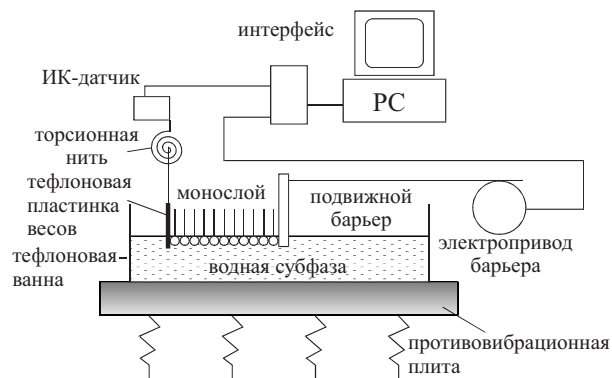 интерфейс
ИК-датчик
PC
торсионная
нить
тефлоновая
пластинка
весов
монослой
подвижной
барьер
электропривод
барьера
тефлоновая
ванна
водная субфаза
противовибрационная
плита